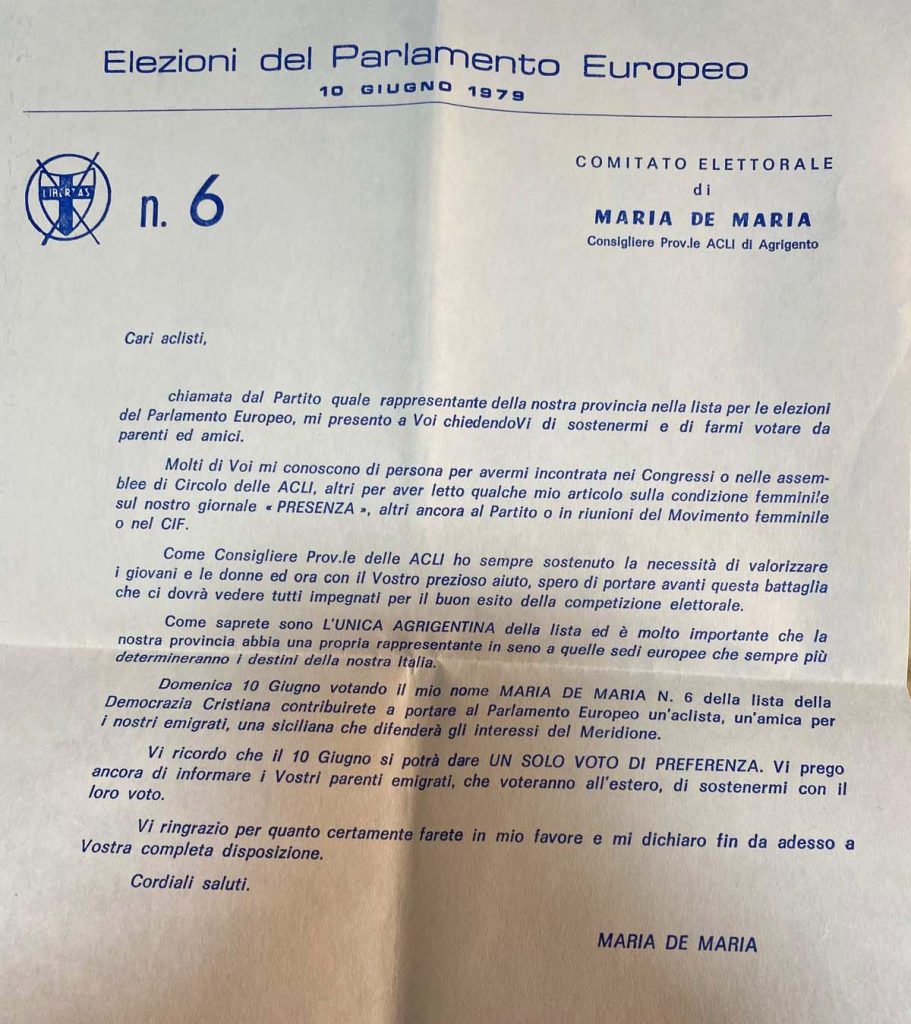 Elezioni del Parlamento Europeo
10 GIUGNO 1979
LIBERTAS
n. 6
COMITATO ELETTORALE
di
MARIA DE MARIA
Consigliere Prov.le ACLI di Agrigento
Cari aclisti,
chiamata dal Partito quale rappresentante della nostra provincia nella lista per le elezioni
del Parlamento Europeo, mi presento a Voi chiedendoVi di sostenermi e di farmi votare da
parenti ed amici.
Molti di Voi mi conoscono di persona per avermi incontrata nei Congressi o nelle assem-
blee di Circolo delle ACLI, altri per aver letto qualche mio articolo sulla condizione femminile
sul nostro giornale « PRESENZA », altri ancora al Partito o in riunioni del Movimento femminile
o nel CIF.
Come Consigliere Prov.le delle ACLI ho sempre sostenuto la necessità di valorizzare
i giovani e le donne ed ora con il Vostro prezioso aiuto, spero di portare avanti questa battaglia
che ci dovrà vedere tutti impegnati per il buon esito della competizione elettorale.
Come saprete sono L'UNICA AGRIGENTINA della lista ed è molto importante che la
nostra provincia abbia una propria rappresentante in seno a quelle sedi europee che sempre più
determineranno i destini della nostra Italia.
Domenica 10 Giugno votando il mio nome MARIA DE MARIA N. 6 della lista della
Democrazia Cristiana contribuirete a portare al Parlamento Europeo un'aclista, un'amica per
i nostri emigrati, una siciliana che difenderà gli interessi del Meridione.
Vi ricordo che il 10 Giugno si potrà dare UN SOLO VOTO DI PREFERENZA. Vi prego
ancora di informare i Vostri parenti emigrati, che voteranno all'estero, di sostenermi con il
loro voto.
Vi ringrazio per quanto certamente farete in mio favore e mi dichiaro fin da adesso a
Vostra completa disposizione.
Cordiali saluti.
MARIA DE MARIA